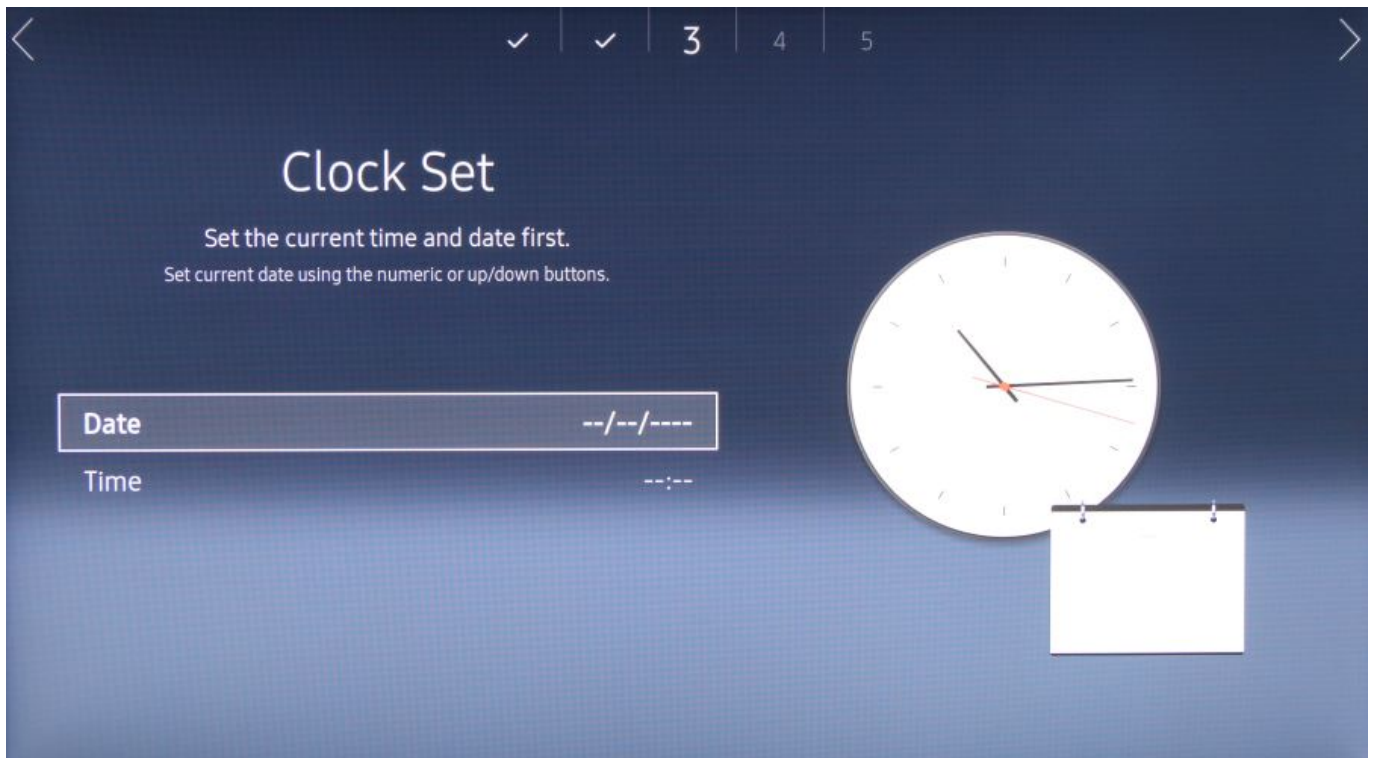 3
4
5
Clock Set
Set the current time and date first.
Set current date using the numeric or up/down buttons.
Date --/--/----
Time --:--